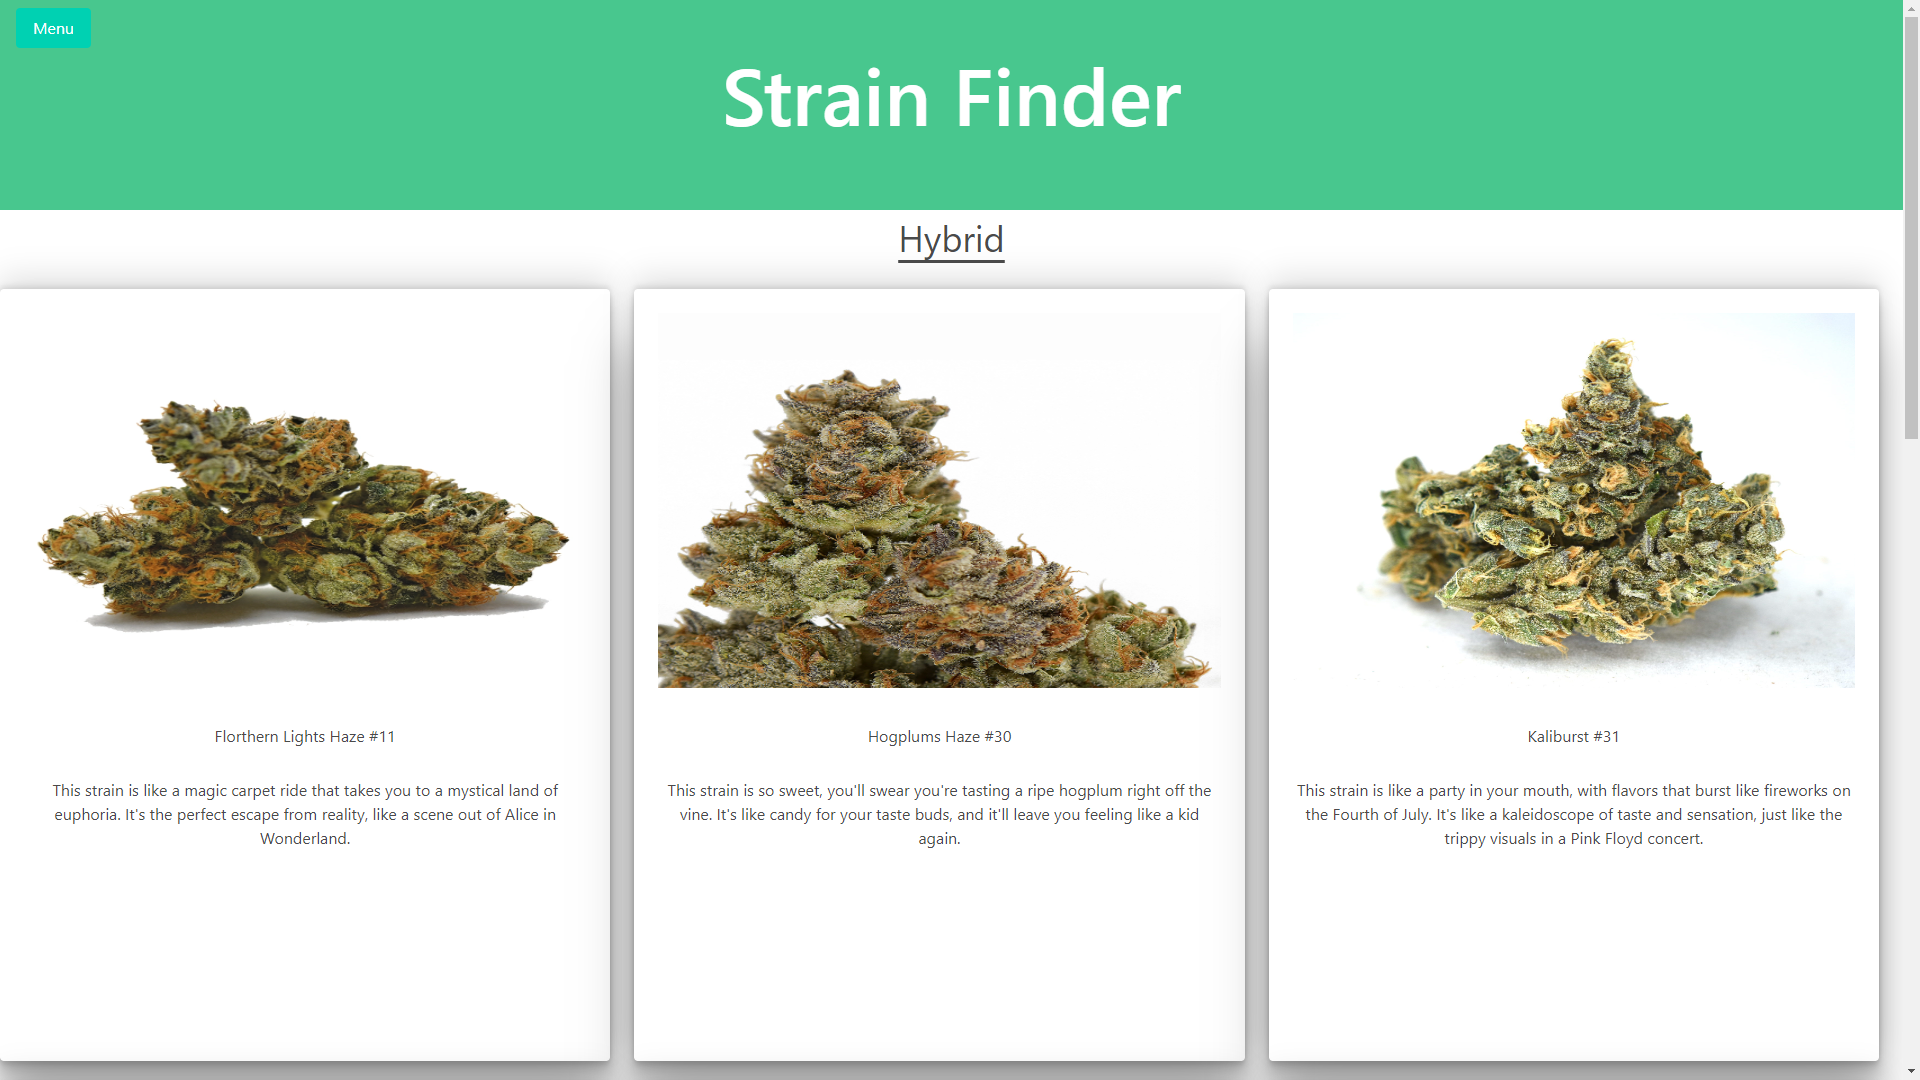 Menu
Strain Finder
Hybrid
Florthern Lights Haze #11
This strain is like a magic carpet ride that takes you to a mystical land of
euphoria. It's the perfect escape from reality, like a scene out of Alice in
Wonderland.
Hogplums Haze #30
This strain is so sweet, you'll swear you're tasting a ripe hogplum right off the
vine. It's like candy for your taste buds, and it'll leave you feeling like a kid
again.
Kaliburst #31
This strain is like a party in your mouth, with flavors that burst like fireworks on
the Fourth of July. It's like a kaleidoscope of taste and sensation, just like the
trippy visuals in a Pink Floyd concert.